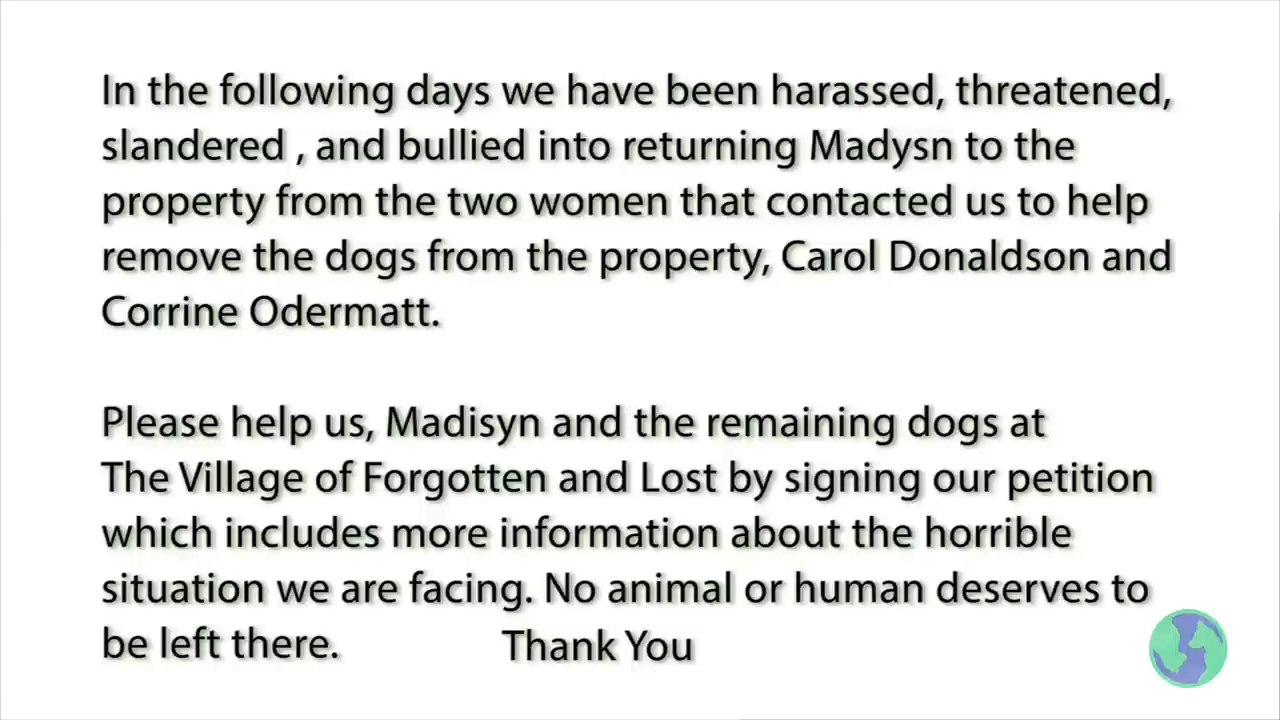 In the following days we have been harassed, threatened,
slandered , and bullied into returning Madysn to the
property from the two women that contacted us to help
remove the dogs from the property, Carol Donaldson and
Corrine Odermatt.
Please help us, Madisyn and the remaining dogs at
The Village of Forgotten and Lost by signing our petition
which includes more information about the horrible
situation we are facing. No animal or human deserves to
be left there. Thank You